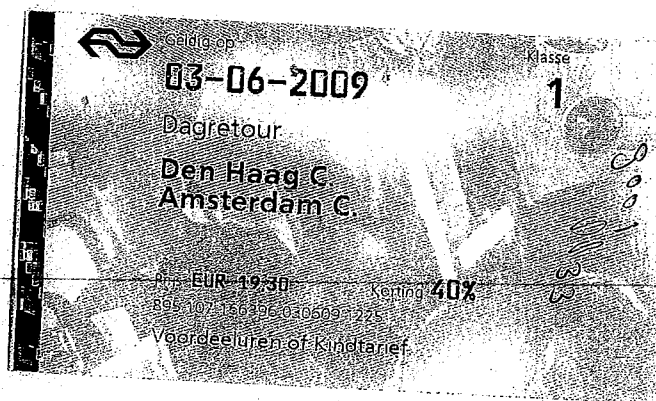 Geldig op
Klasse
03-06-2009
1
Dagretour
Den Haag C.
Amsterdam C.
Prijs EUR 19.30
Korting 40%
Voordeeluren of Kindtarief